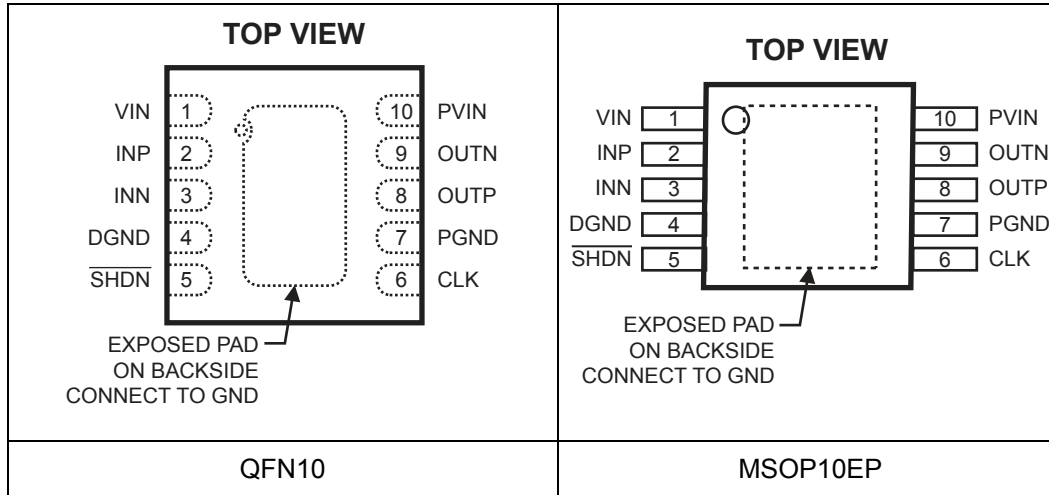 TOP VIEW
VIN 1 10 PVIN
INP 2 9 OUTN
INN 3 8 OUTP
DGND 4 7 PGND
SHDN 5 6 CLK
EXPOSED PAD
ON BACKSIDE
CONNECT TO GND
QFN10
TOP VIEW
VIN 1 10 PVIN
INP 2 9 OUTN
INN 3 8 OUTP
DGND 4 7 PGND
SHDN 5 6 CLK
EXPOSED PAD
ON BACKSIDE
CONNECT TO GND
MSOP10EP